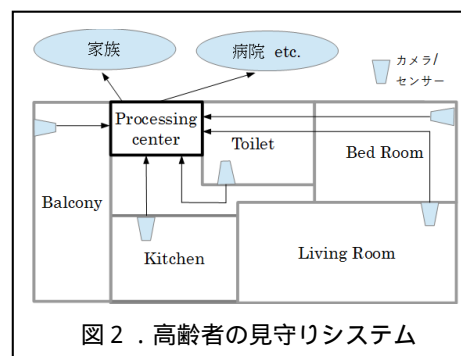 家族
病院 etc.
カメラ/
センサー
Processing
center
Toilet
Bed Room
Balcony
Kitchen
Living Room
図２．高齢者の見守りシステム